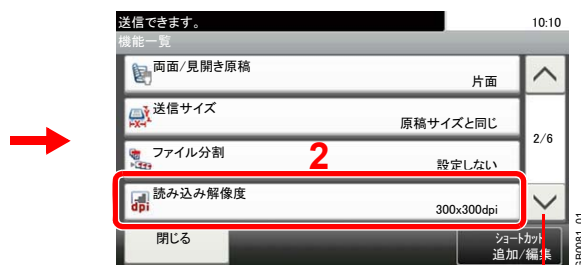 送信できます。
10:10
機能一覧
両面/見開き原稿
片面
送信サイズ
原稿サイズと同じ
2/6
ファイル分割
2
設定しない
読み込み解像度
dpi
300x300dpi
閉じる
ショートカット
追加/編集
GB0081_01